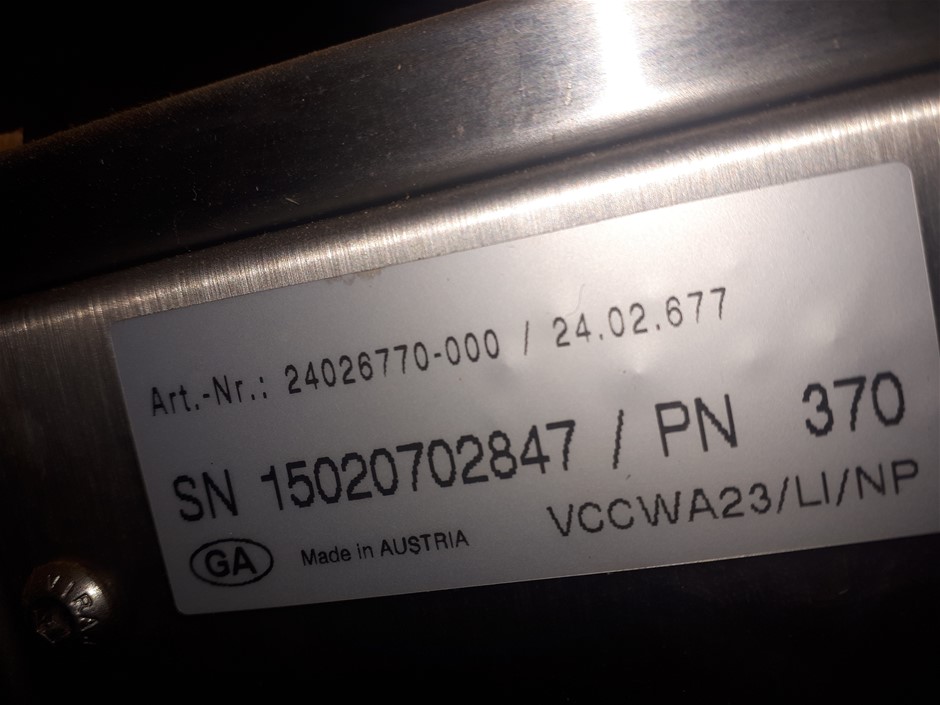 Art.-Nr.: 24026770-000 / 24.02.677
SN 15020702847 / PN 370
VCCWA23/LI/NP
GA Made in AUSTRIA